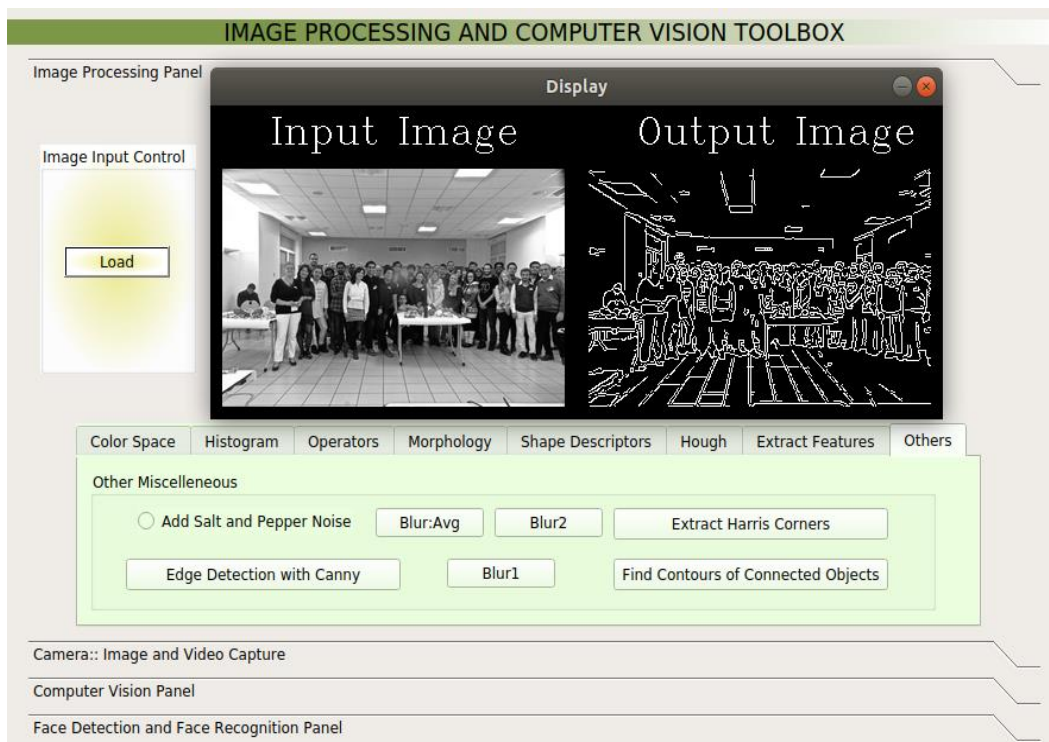 IMAGE PROCESSING AND COMPUTER VISION TOOLBOX
Image Processing Panel
Display
Input Image
Output Image
Image Input Control
Load
Color Space
Histogram
Operators
Morphology
Shape Descriptors
Hough
Extract Features
Others
Other Miscelleneous
Add Salt and Pepper Noise
Blur:Avg
Blur2
Extract Harris Corners
Edge Detection with Canny
Blur1
Find Contours of Connected Objects
Camera:: Image and Video Capture
Computer Vision Panel
Face Detection and Face Recognition Panel